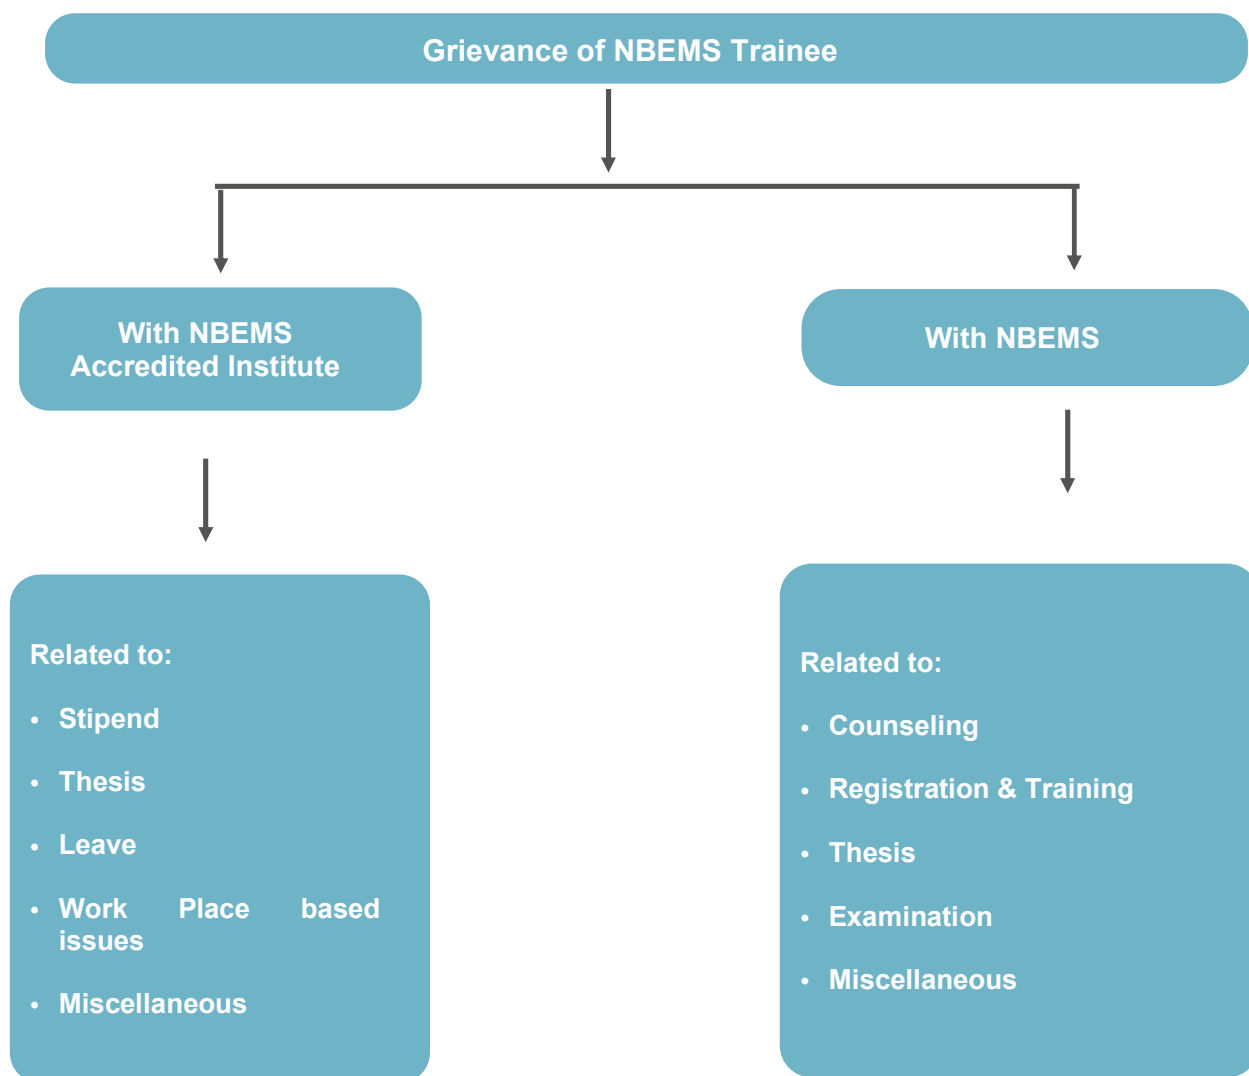 Grievance of NBEMS Trainee
With NBEMS
Accredited Institute
With NBEMS
Related to:
• Stipend
• Thesis
• Leave
• Work Place based
issues
• Miscellaneous
Related to:
• Counseling
• Registration & Training
• Thesis
• Examination
• Miscellaneous